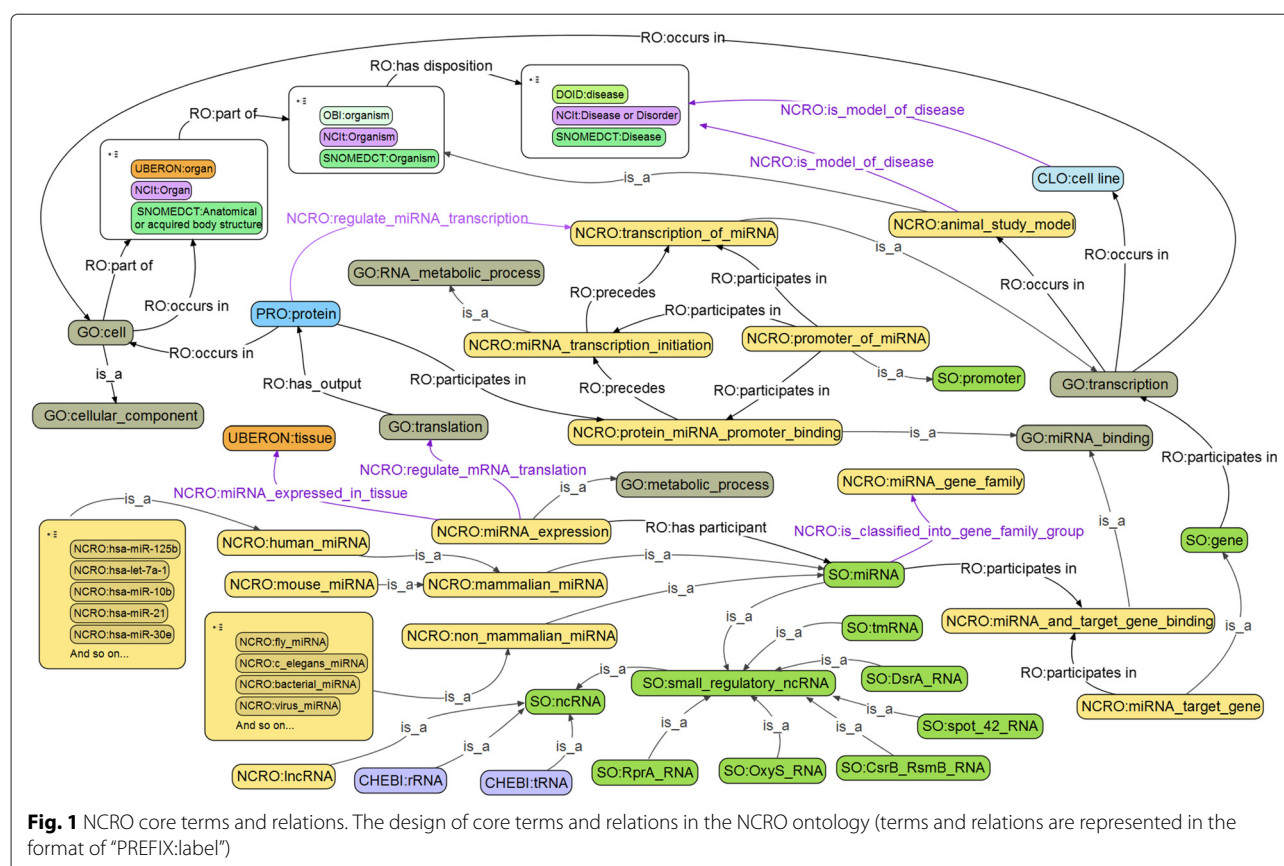 RO:occurs in
RO:has disposition
DOID:disease
NCIt:Disease or Disorder
SNOMEDCT:Disease
OBI:organism
NCIt:Organism
SNOMEDCT:Organism
RO:part of
NCRO:is_model_of_disease
NCRO:is_model_of_disease
UBERON:organ
NCIt:Organ
SNOMEDCT:Anatomical
or acquired body structure
is_a
CLO:cell line
NCRO:regulate_miRNA_transcription
NCRO:transcription_of_miRNA
NCRO:animal_study_model
is_a
RO:part of
RO:occurs in
GO:RNA_metabolic_process
RO:participates in
RO:occurs in
RO:occurs in
RO:precedes
RO:participates in
PRO:protein
is_a
GO:cell
RO:occurs in
NCRO:miRNA_transcription_initiation
NCRO:promoter_of_miRNA
is_a
is_a
SO:promoter
GO:transcription
RO:has_output
RO:participates in
RO:precedes
RO:participates in
GO:cellular_component
GO:translation
UBERON:tissue
NCRO:protein_miRNA_promoter_binding
is_a
GO:miRNA_binding
RO:participates in
NCRO:regulate_mRNA_translation
NCRO:miRNA_expressed_in_tissue
is_a
GO:metabolic_process
NCRO:miRNA_gene_family
is_a
NCRO:miRNA_expression
RO:has participant
NCRO:is_classified_into_gene_family_group
is_a
SO:gene
NCRO:hsa-miR-125b
NCRO:hsa-let-7a-1
NCRO:hsa-miR-10b
NCRO:hsa-miR-21
NCRO:hsa-miR-30e
And so on...
NCRO:human_miRNA
is_a
is_a
SO:miRNA
RO:participates in
NCRO:mouse_miRNA
is_a
NCRO:mammalian_miRNA
is_a
is_a
NCRO:miRNA_and_target_gene_binding
is_a
NCRO:fly_miRNA
NCRO:c_elegans_miRNA
NCRO:bacterial_miRNA
NCRO:virus_miRNA
And so on...
NCRO:non_mammalian_miRNA
is_a
is_a
SO:tmRNA
is_a
is_a
SO:small_regulatory_ncRNA
is_a
SO:DsrA_RNA
RO:participates in
SO:ncRNA
NCRO:miRNA_target_gene
is_a
is_a
is_a
is_a
is_a
is_a
is_a
SO:spot_42_RNA
NCRO:lncRNA
CHEBI:rRNA
CHEBI:tRNA
SO:RprA_RNA
SO:OxyS_RNA
SO:CsrB_RsmB_RNA
Fig. 1 NCRO core terms and relations. The design of core terms and relations in the NCRO ontology (terms and relations are represented in the
format of “PREFIX:label”)